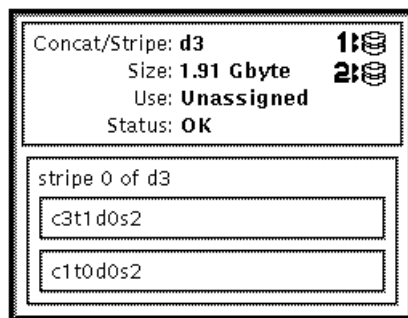 Concat/Stripe: d3 1:
Size: 1.91 Gbyte 2:
Use: Unassigned
Status: OK
stripe 0 of d3
c3t1d0s2
c1t0d0s2